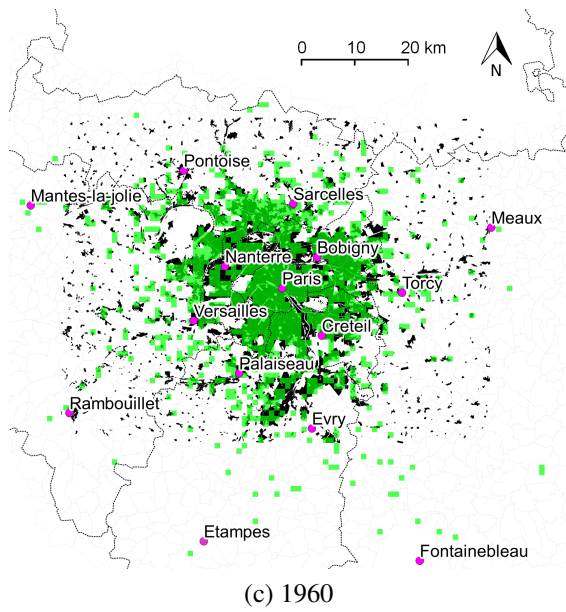 0 10 20 km
N
Pontoise
Mantes-la-jolie
Sarcelles
Meaux
Nanterre
Bobigny
Paris
Torcy
Versailles
Creteil
Palaiseau
Rambouillet
Evry
Etampes
Fontainebleau
(c) 1960